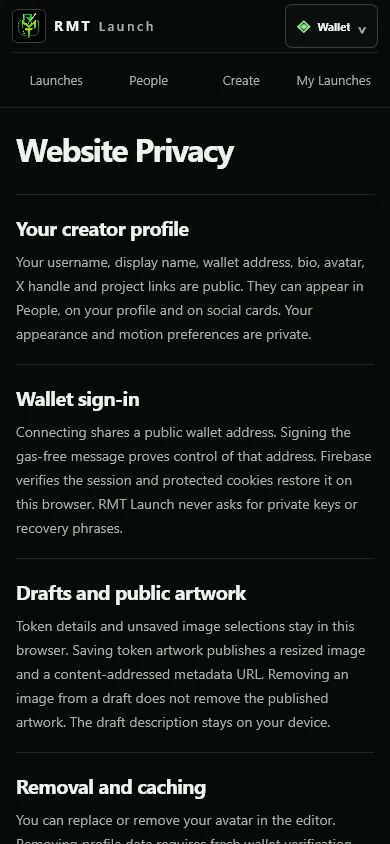 RMT Launch
Wallet
Launches People Create My Launches
Website Privacy
Your creator profile
Your username, display name, wallet address, bio, avatar,
X handle and project links are public. They can appear in
People, on your profile and on social cards. Your
appearance and motion preferences are private.
Wallet sign-in
Connecting shares a public wallet address. Signing the
gas-free message proves control of that address. Firebase
verifies the session and protected cookies restore it on
this browser. RMT Launch never asks for private keys or
recovery phrases.
Drafts and public artwork
Token details and unsaved image selections stay in this
browser. Saving token artwork publishes a resized image
and a content-addressed metadata URL. Removing an
image from a draft does not remove the published
artwork. The draft description stays on your device.
Removal and caching
You can replace or remove your avatar in the editor.
Removing profile data requires fresh wallet verification